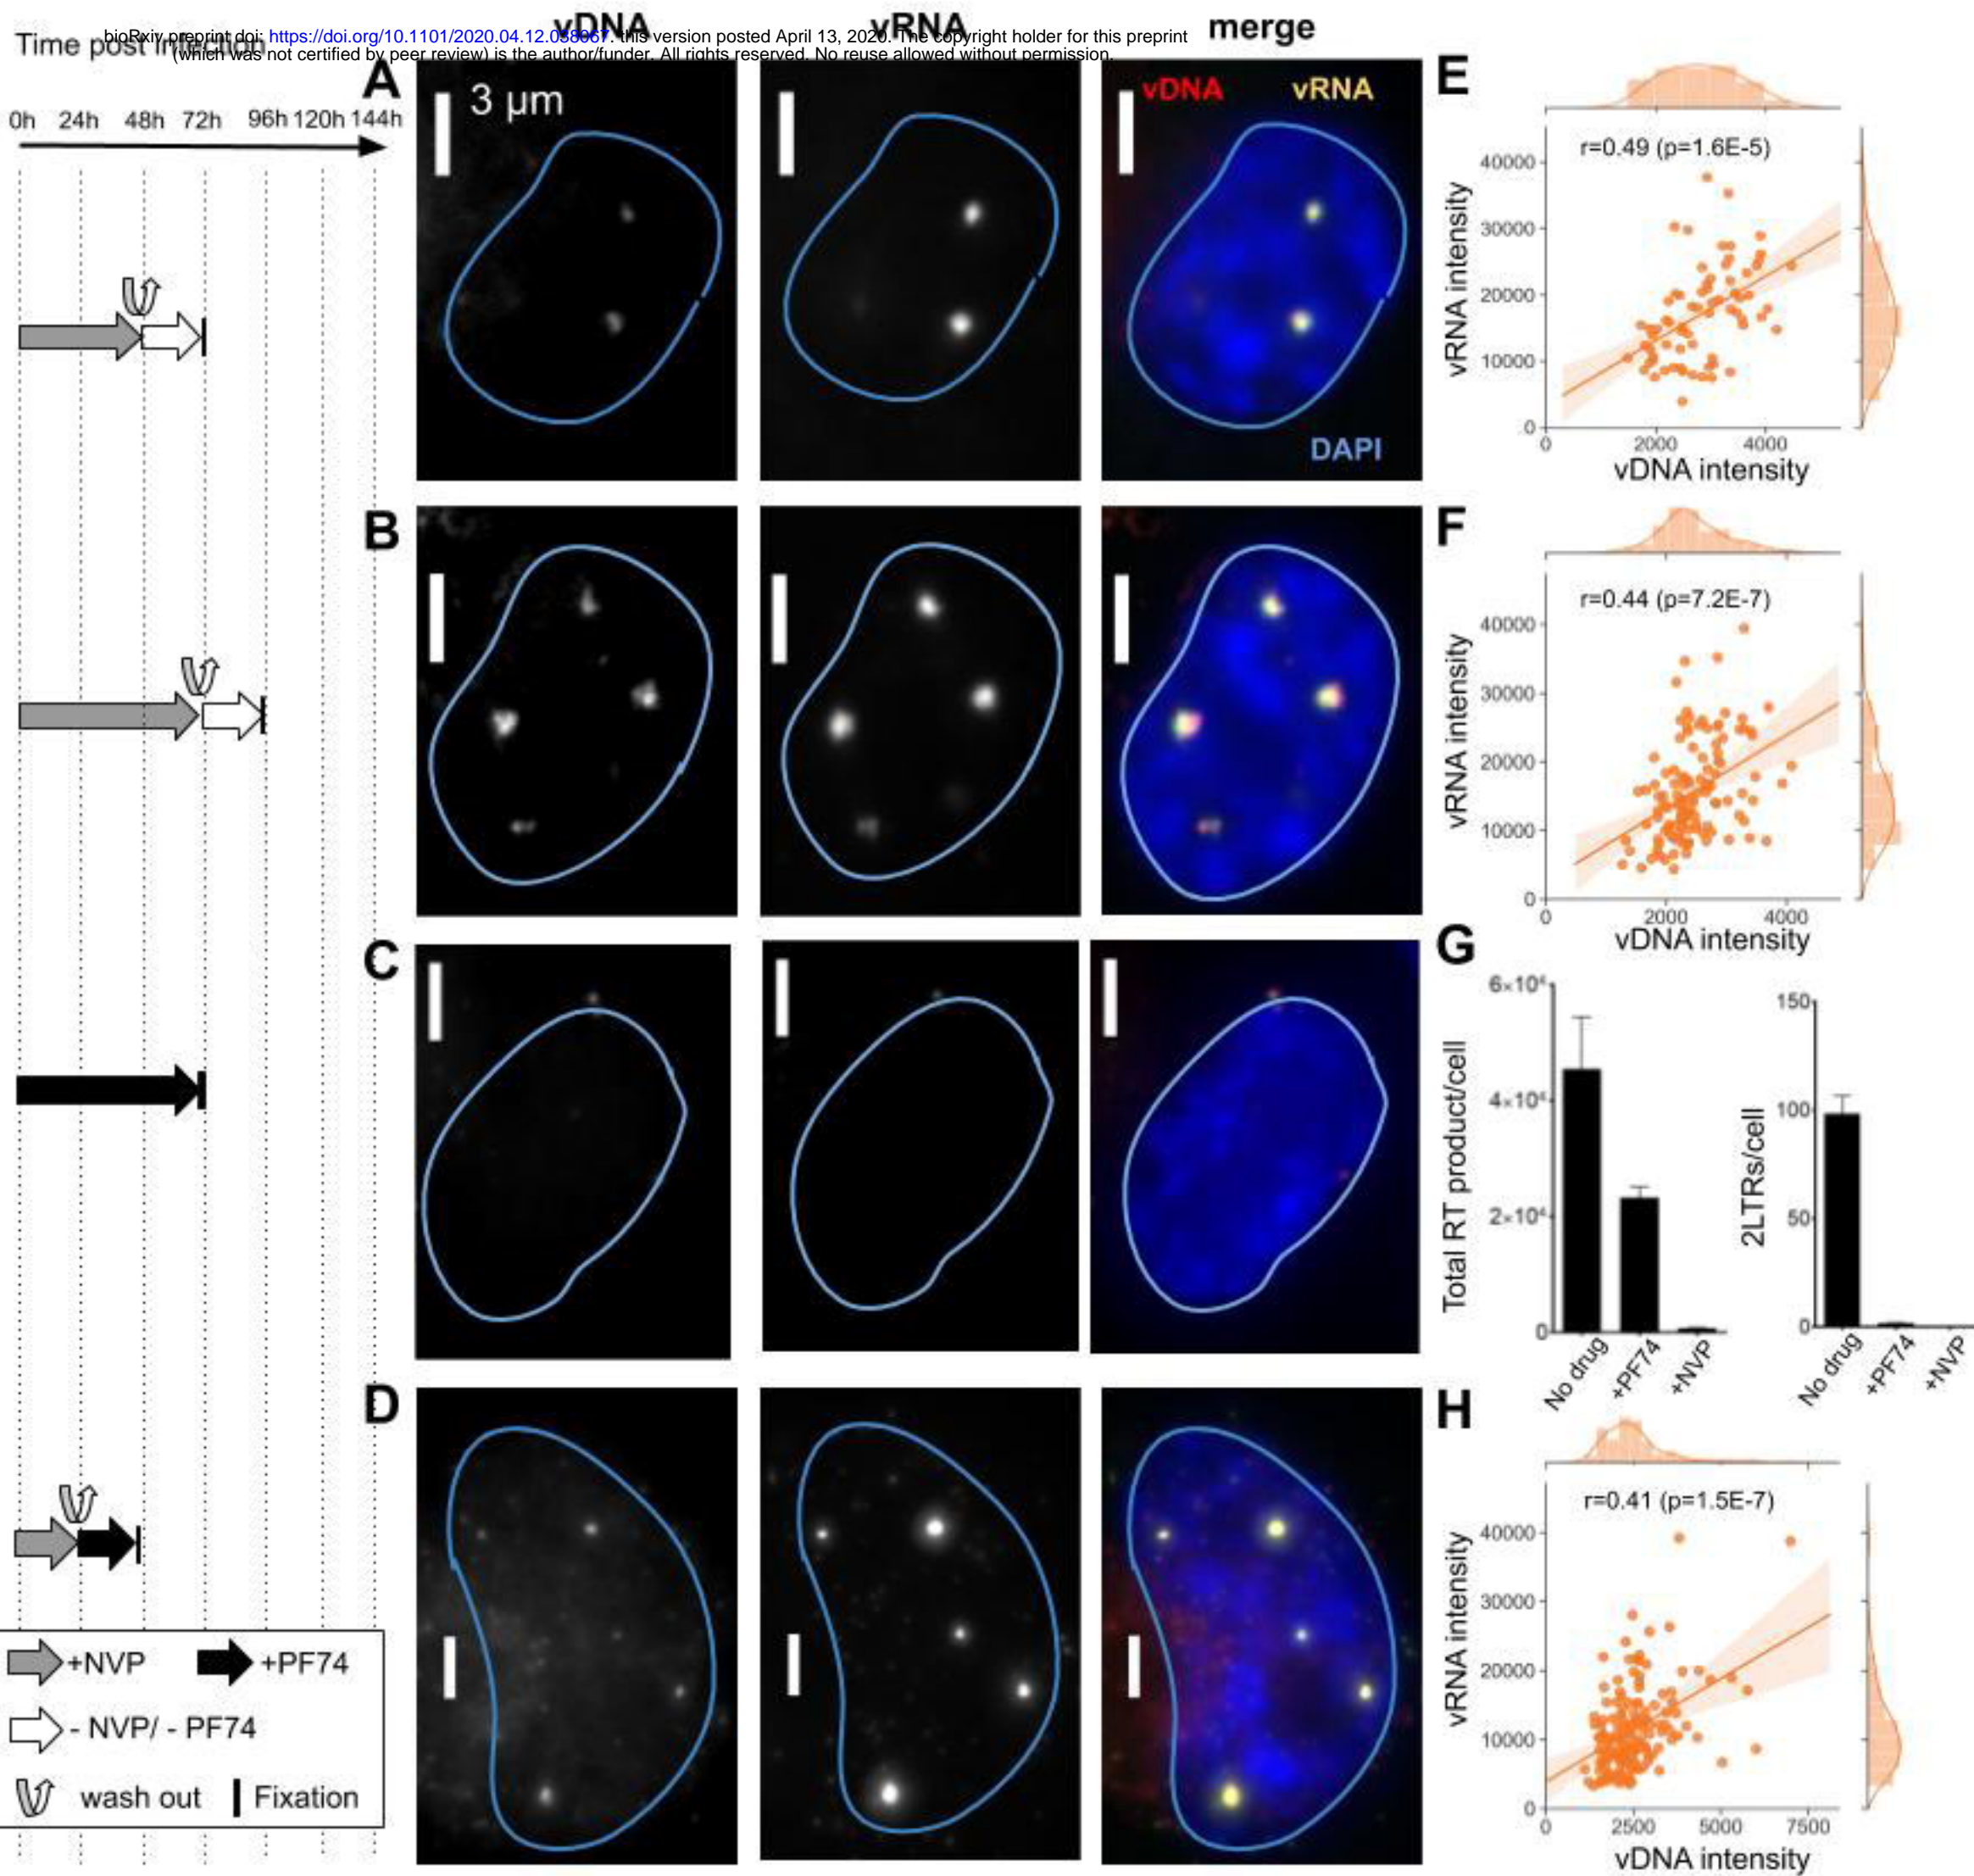 vDNA vRNA merge
bioRxiv preprint doi: https://doi.org/10.1101/2020.04.12.038067. this version posted April 13, 2020. The copyright holder for this preprint
(which was not certified by peer review) is the author/funder. All rights reserved. No reuse allowed without permission.
Time post infection
0h 24h 48h 72h 96h 120h 144h
A
3 µm
vDNA vRNA
DAPI
E
r=0.49 (p=1.6E-5)
vRNA intensity
40000
30000
20000
10000
0
0 2000 4000
vDNA intensity
B
F
r=0.44 (p=7.2E-7)
vRNA intensity
40000
30000
20000
10000
0
0 2000 4000
vDNA intensity
C
G
Total RT product/cell
0
No drug +PF74 +NVP
2LTRs/cell
150
100
50
0
No drug +PF74 +NVP
D
H
r=0.41 (p=1.5E-7)
vRNA intensity
40000
30000
20000
10000
0
0 2500 5000 7500
vDNA intensity
+NVP +PF74
- NVP/ - PF74
wash out Fixation